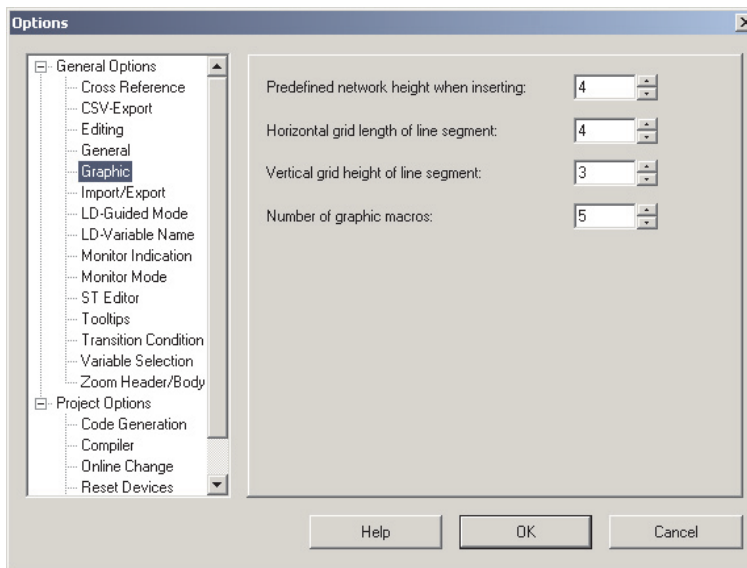 Options
General Options
Cross Reference
CSV-Export
Editing
General
Graphic
Import/Export
LD-Guided Mode
LD-Variable Name
Monitor Indication
Monitor Mode
ST Editor
Tooltips
Transition Condition
Variable Selection
Zoom Header/Body
Project Options
Code Generation
Compiler
Online Change
Reset Devices
Predefined network height when inserting: 4
Horizontal grid length of line segment: 4
Vertical grid height of line segment: 3
Number of graphic macros: 5
Help OK Cancel